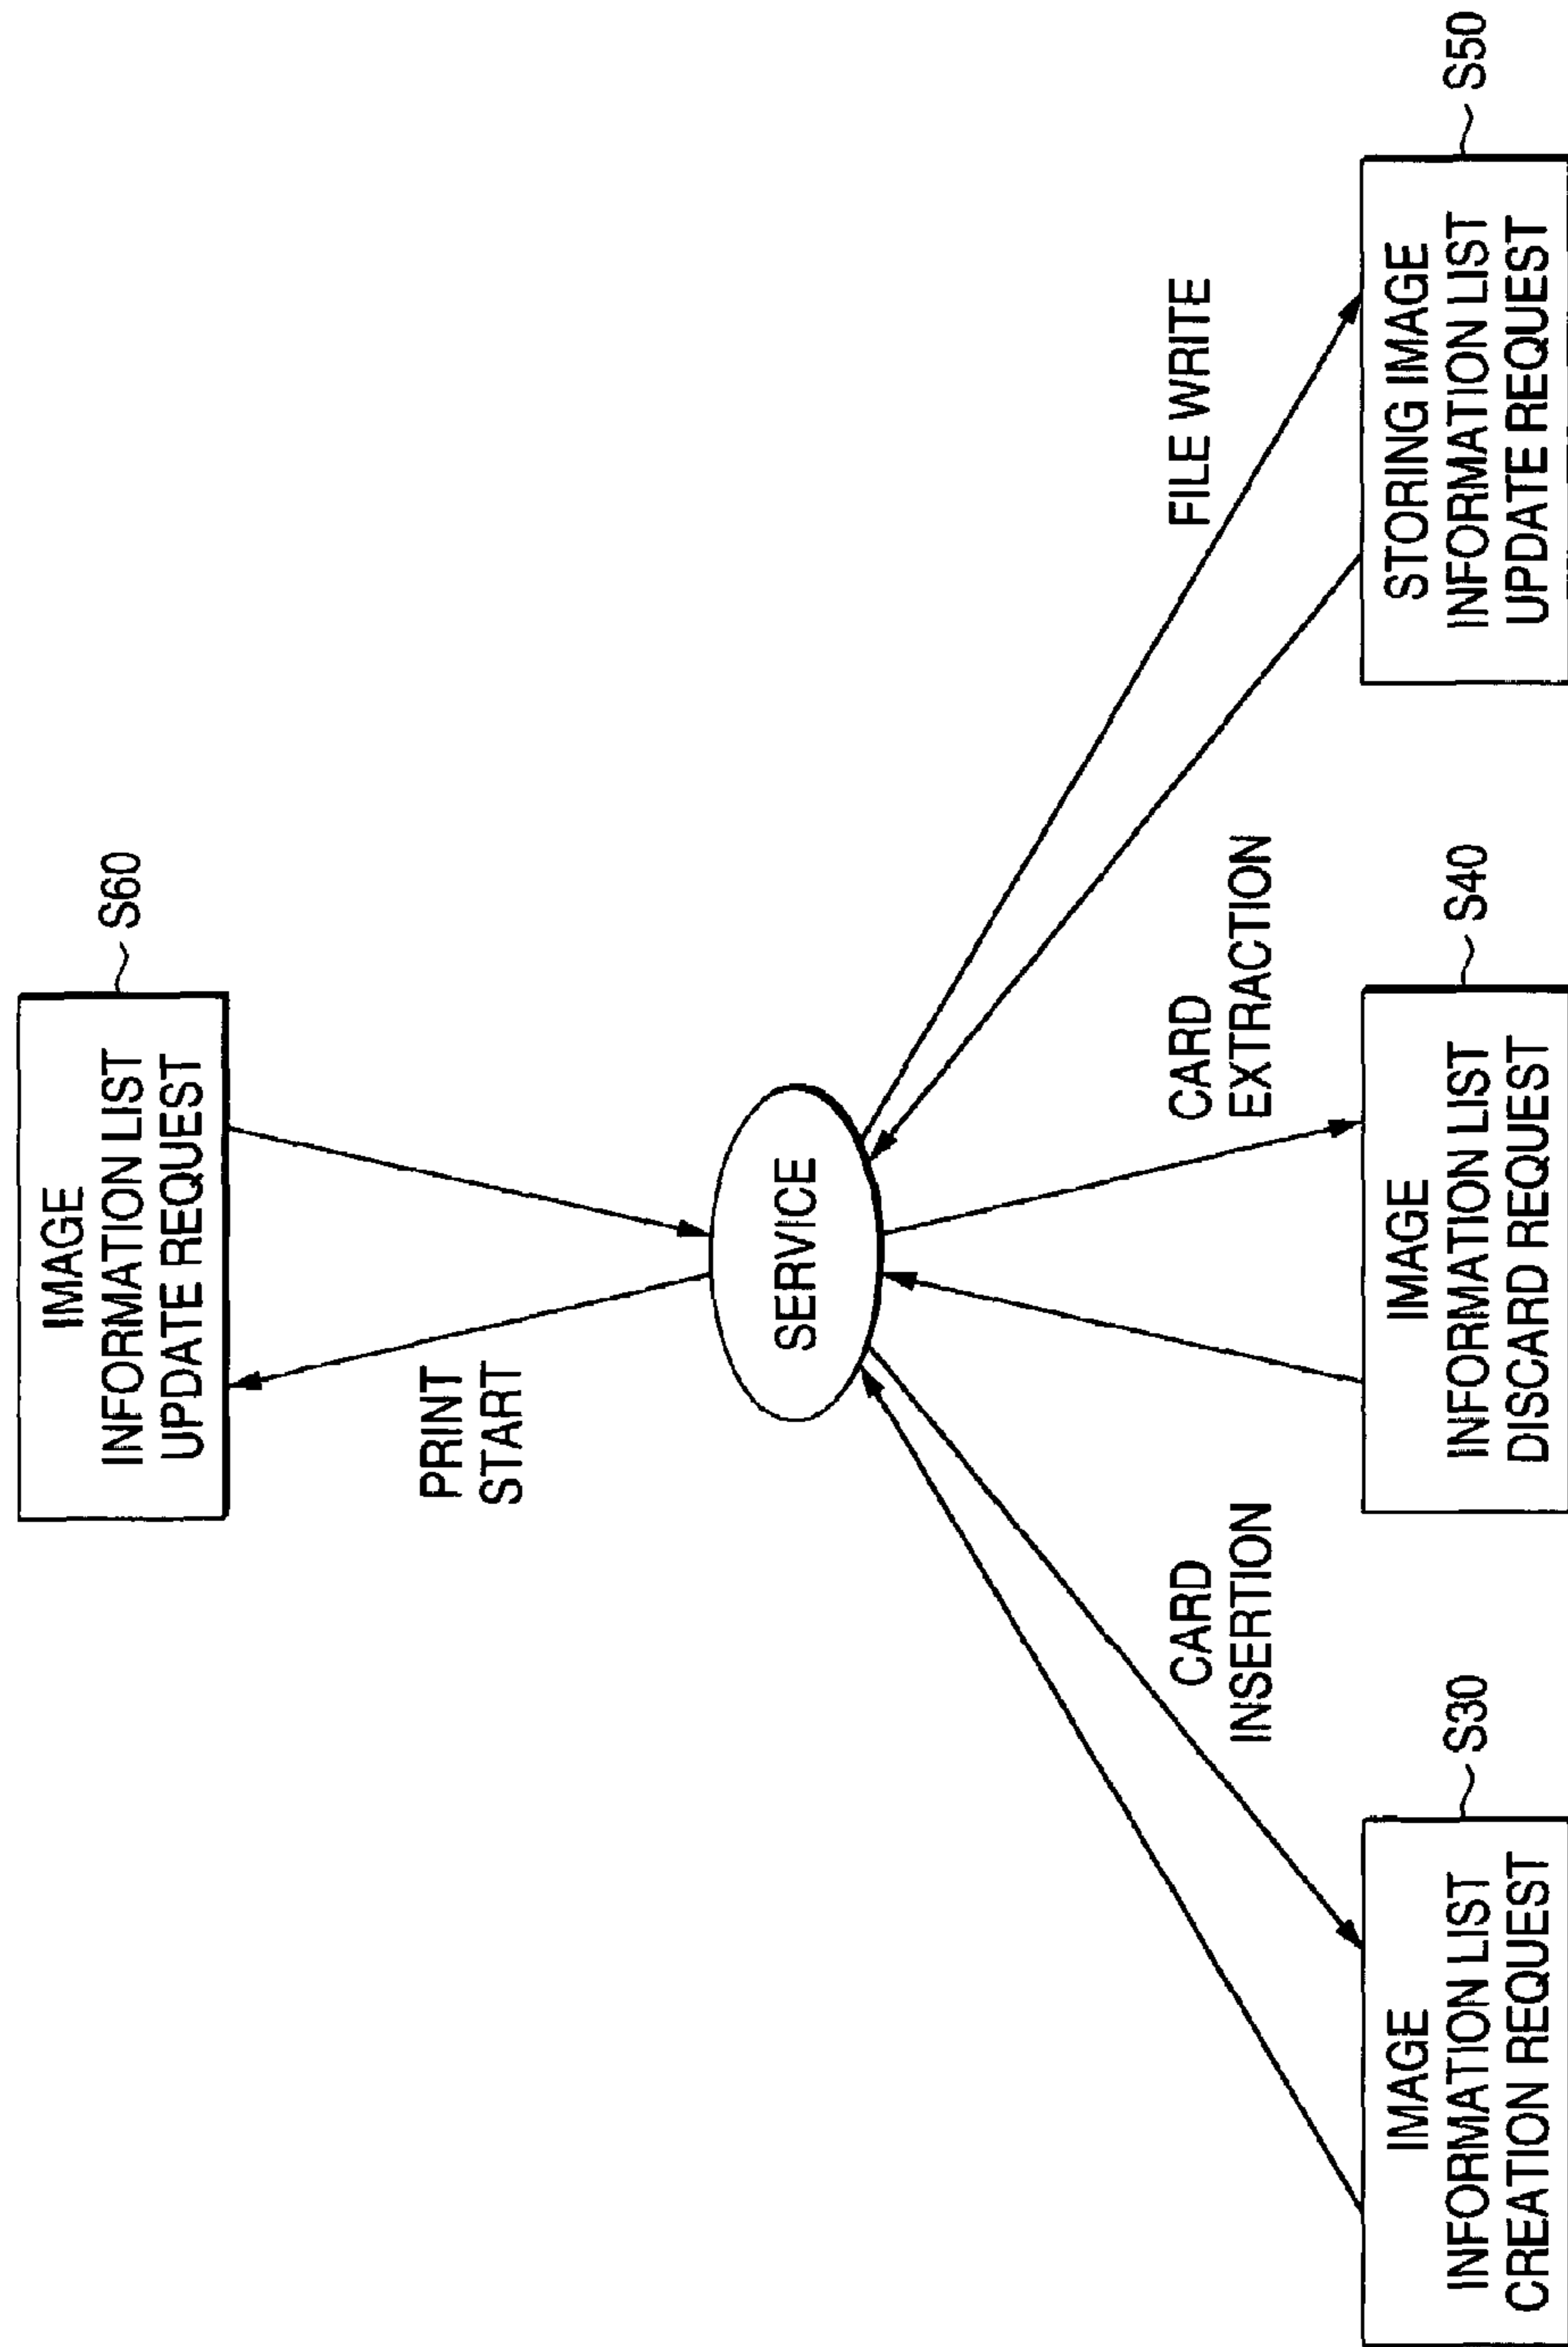 S60
IMAGE
INFORMATION LIST
UPDATE REQUEST
PRINT
START
SERVICE
CARD
INSERTION
CARD
EXTRACTION
FILE WRITE
S30
IMAGE
INFORMATION LIST
CREATION REQUEST
S40
IMAGE
INFORMATION LIST
DISCARD REQUEST
S50
STORING IMAGE
INFORMATION LIST
UPDATE REQUEST